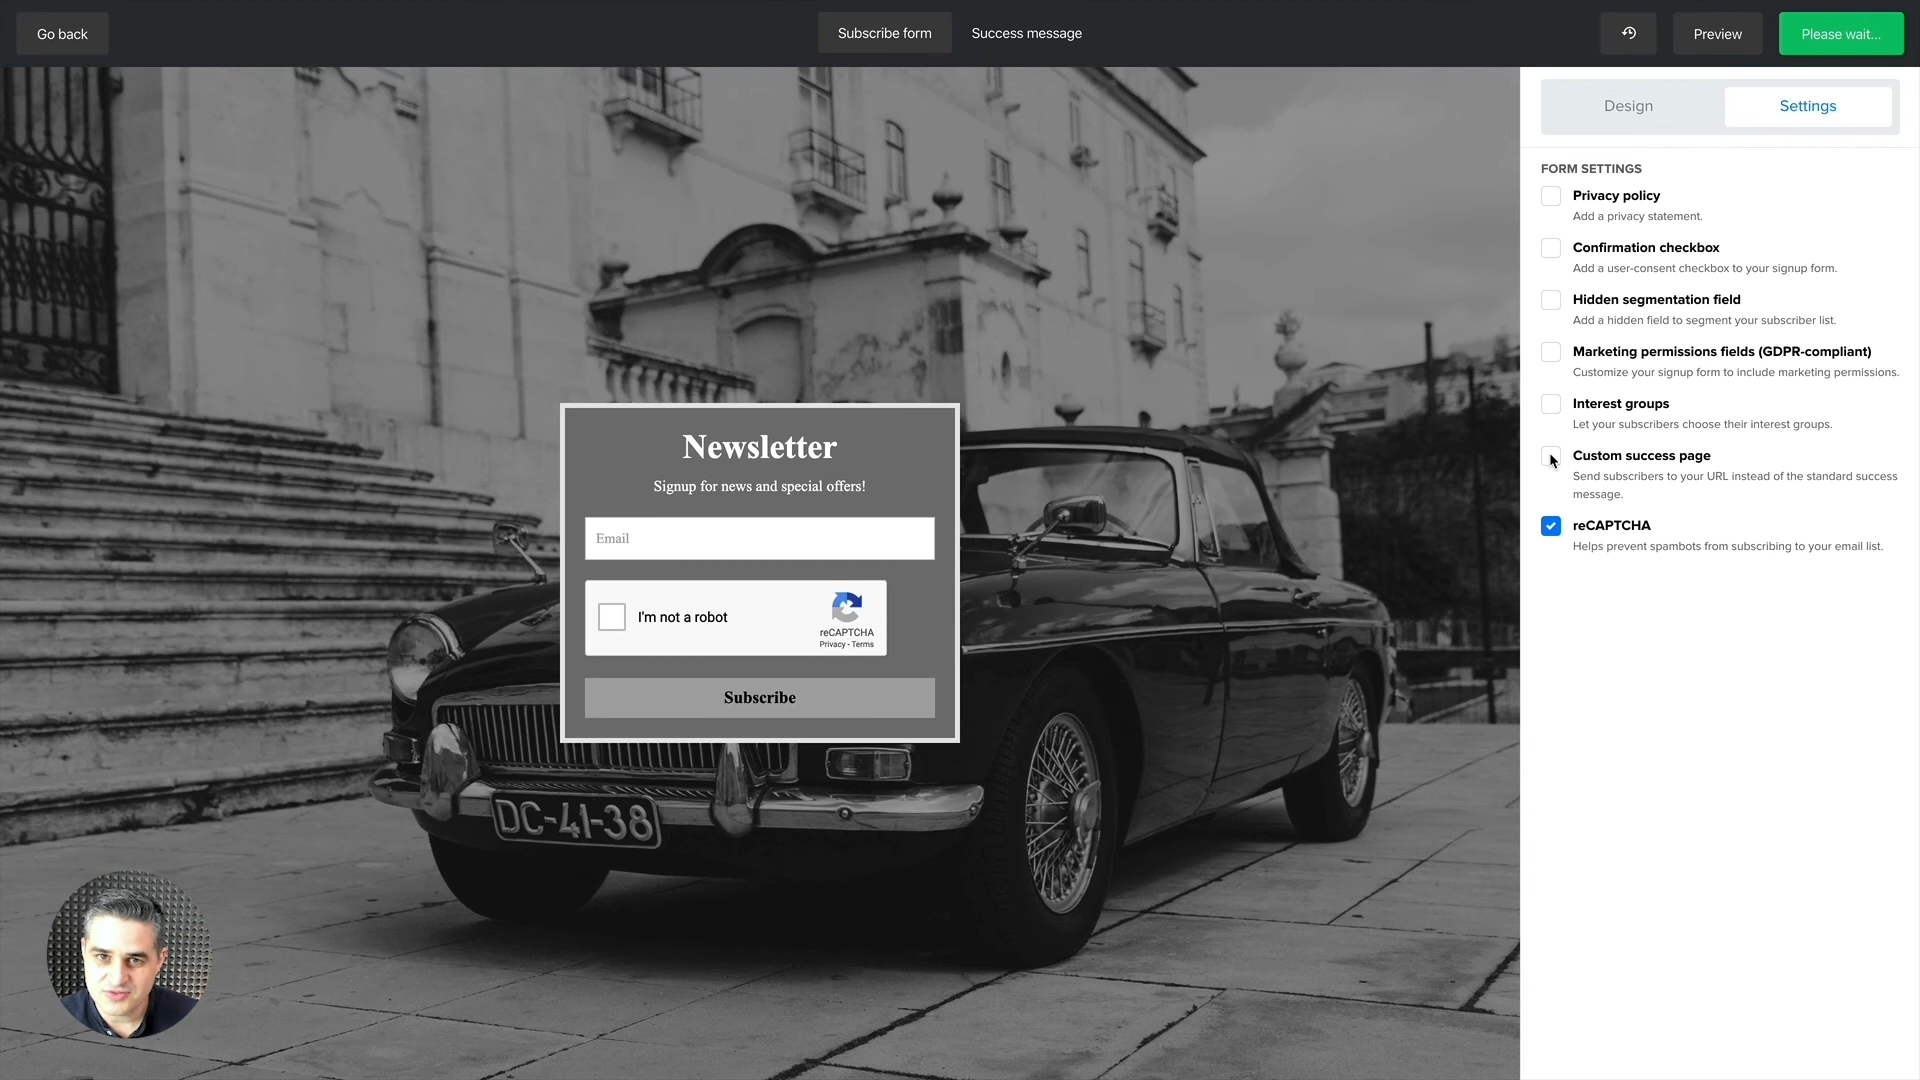 Go back
Subscribe form
Success message
Preview
Please wait...
Design
Settings
FORM SETTINGS
Privacy policy
Add a privacy statement.
Confirmation checkbox
Add a user-consent checkbox to your signup form.
Hidden segmentation field
Add a hidden field to segment your subscriber list.
Marketing permissions fields (GDPR-compliant)
Customize your signup form to include marketing permissions.
Interest groups
Let your subscribers choose their interest groups.
Custom success page
Send subscribers to your URL instead of the standard success
message.
reCAPTCHA
Helps prevent spambots from subscribing to your email list.
Newsletter
Signup for news and special offers!
Email
I'm not a robot
reCAPTCHA
Privacy - Terms
Subscribe
DC-41-38